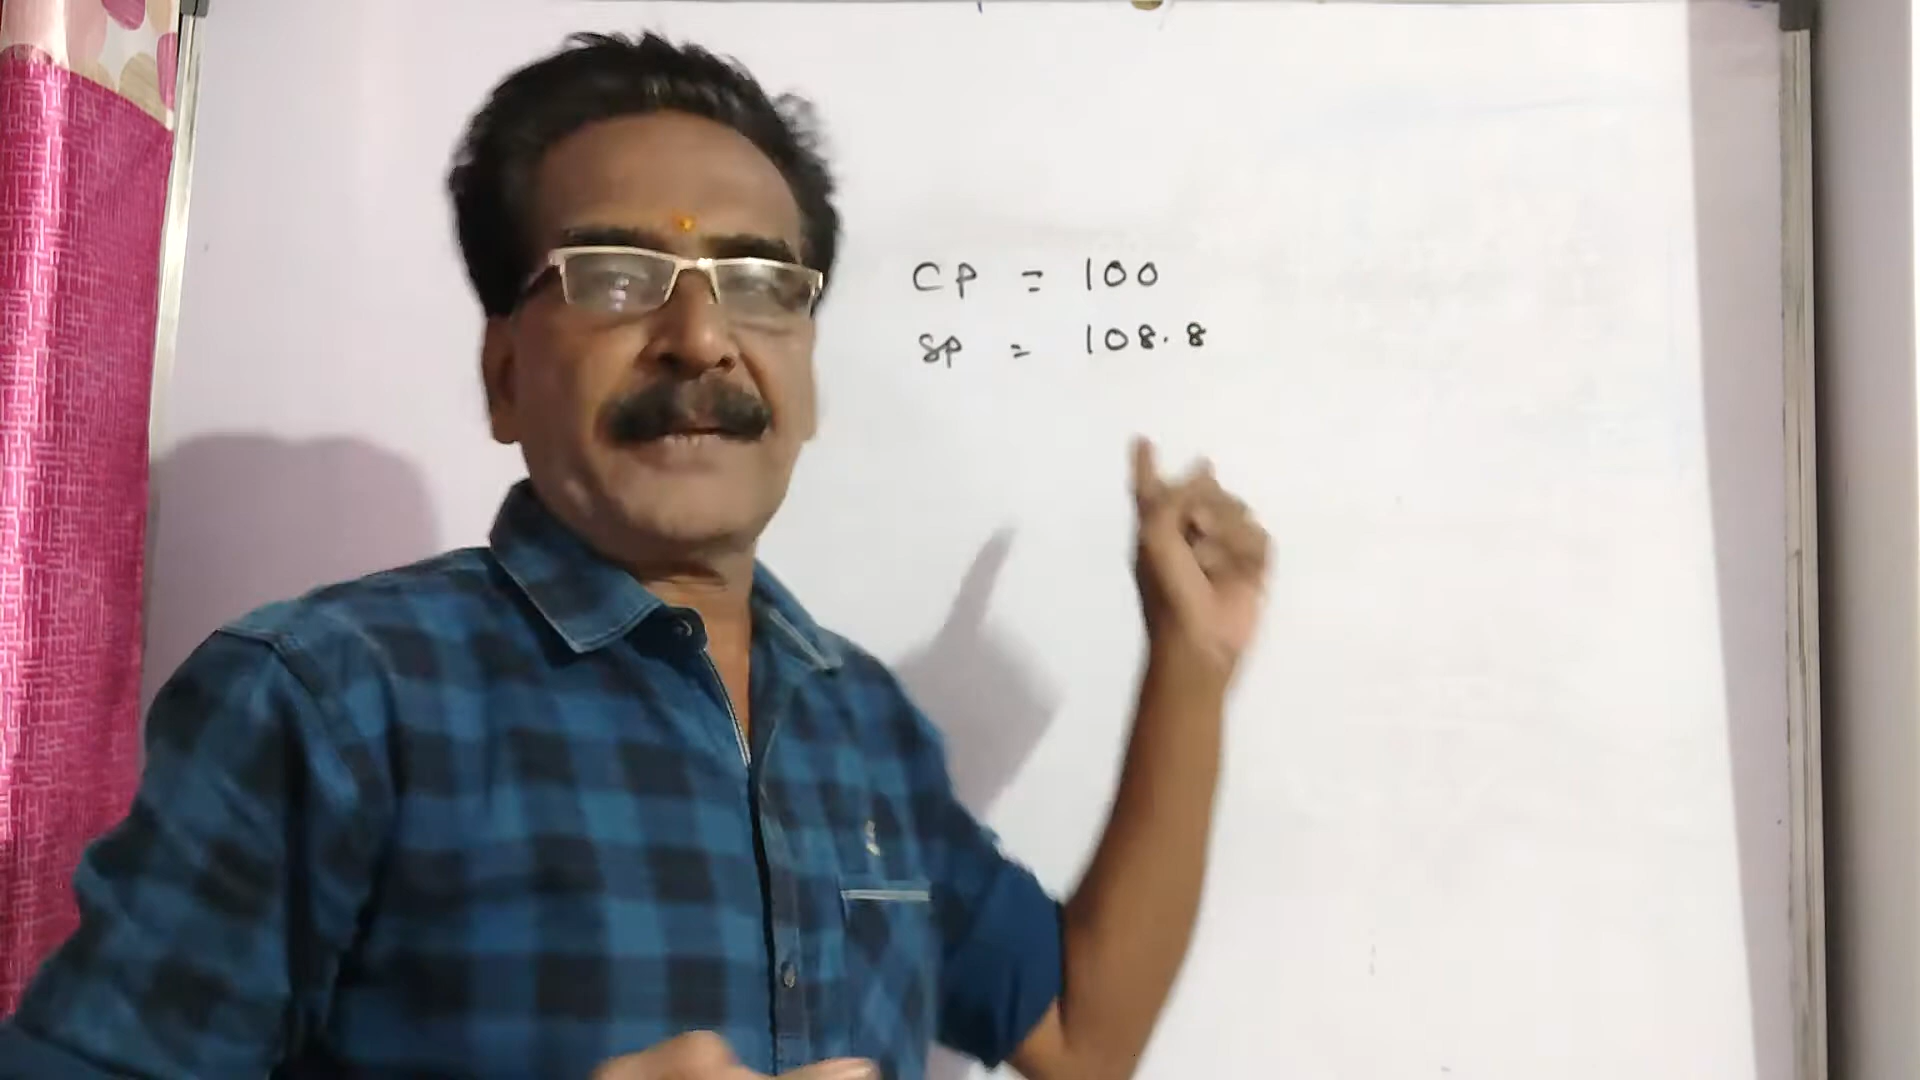 CP = 100
SP = 108.8